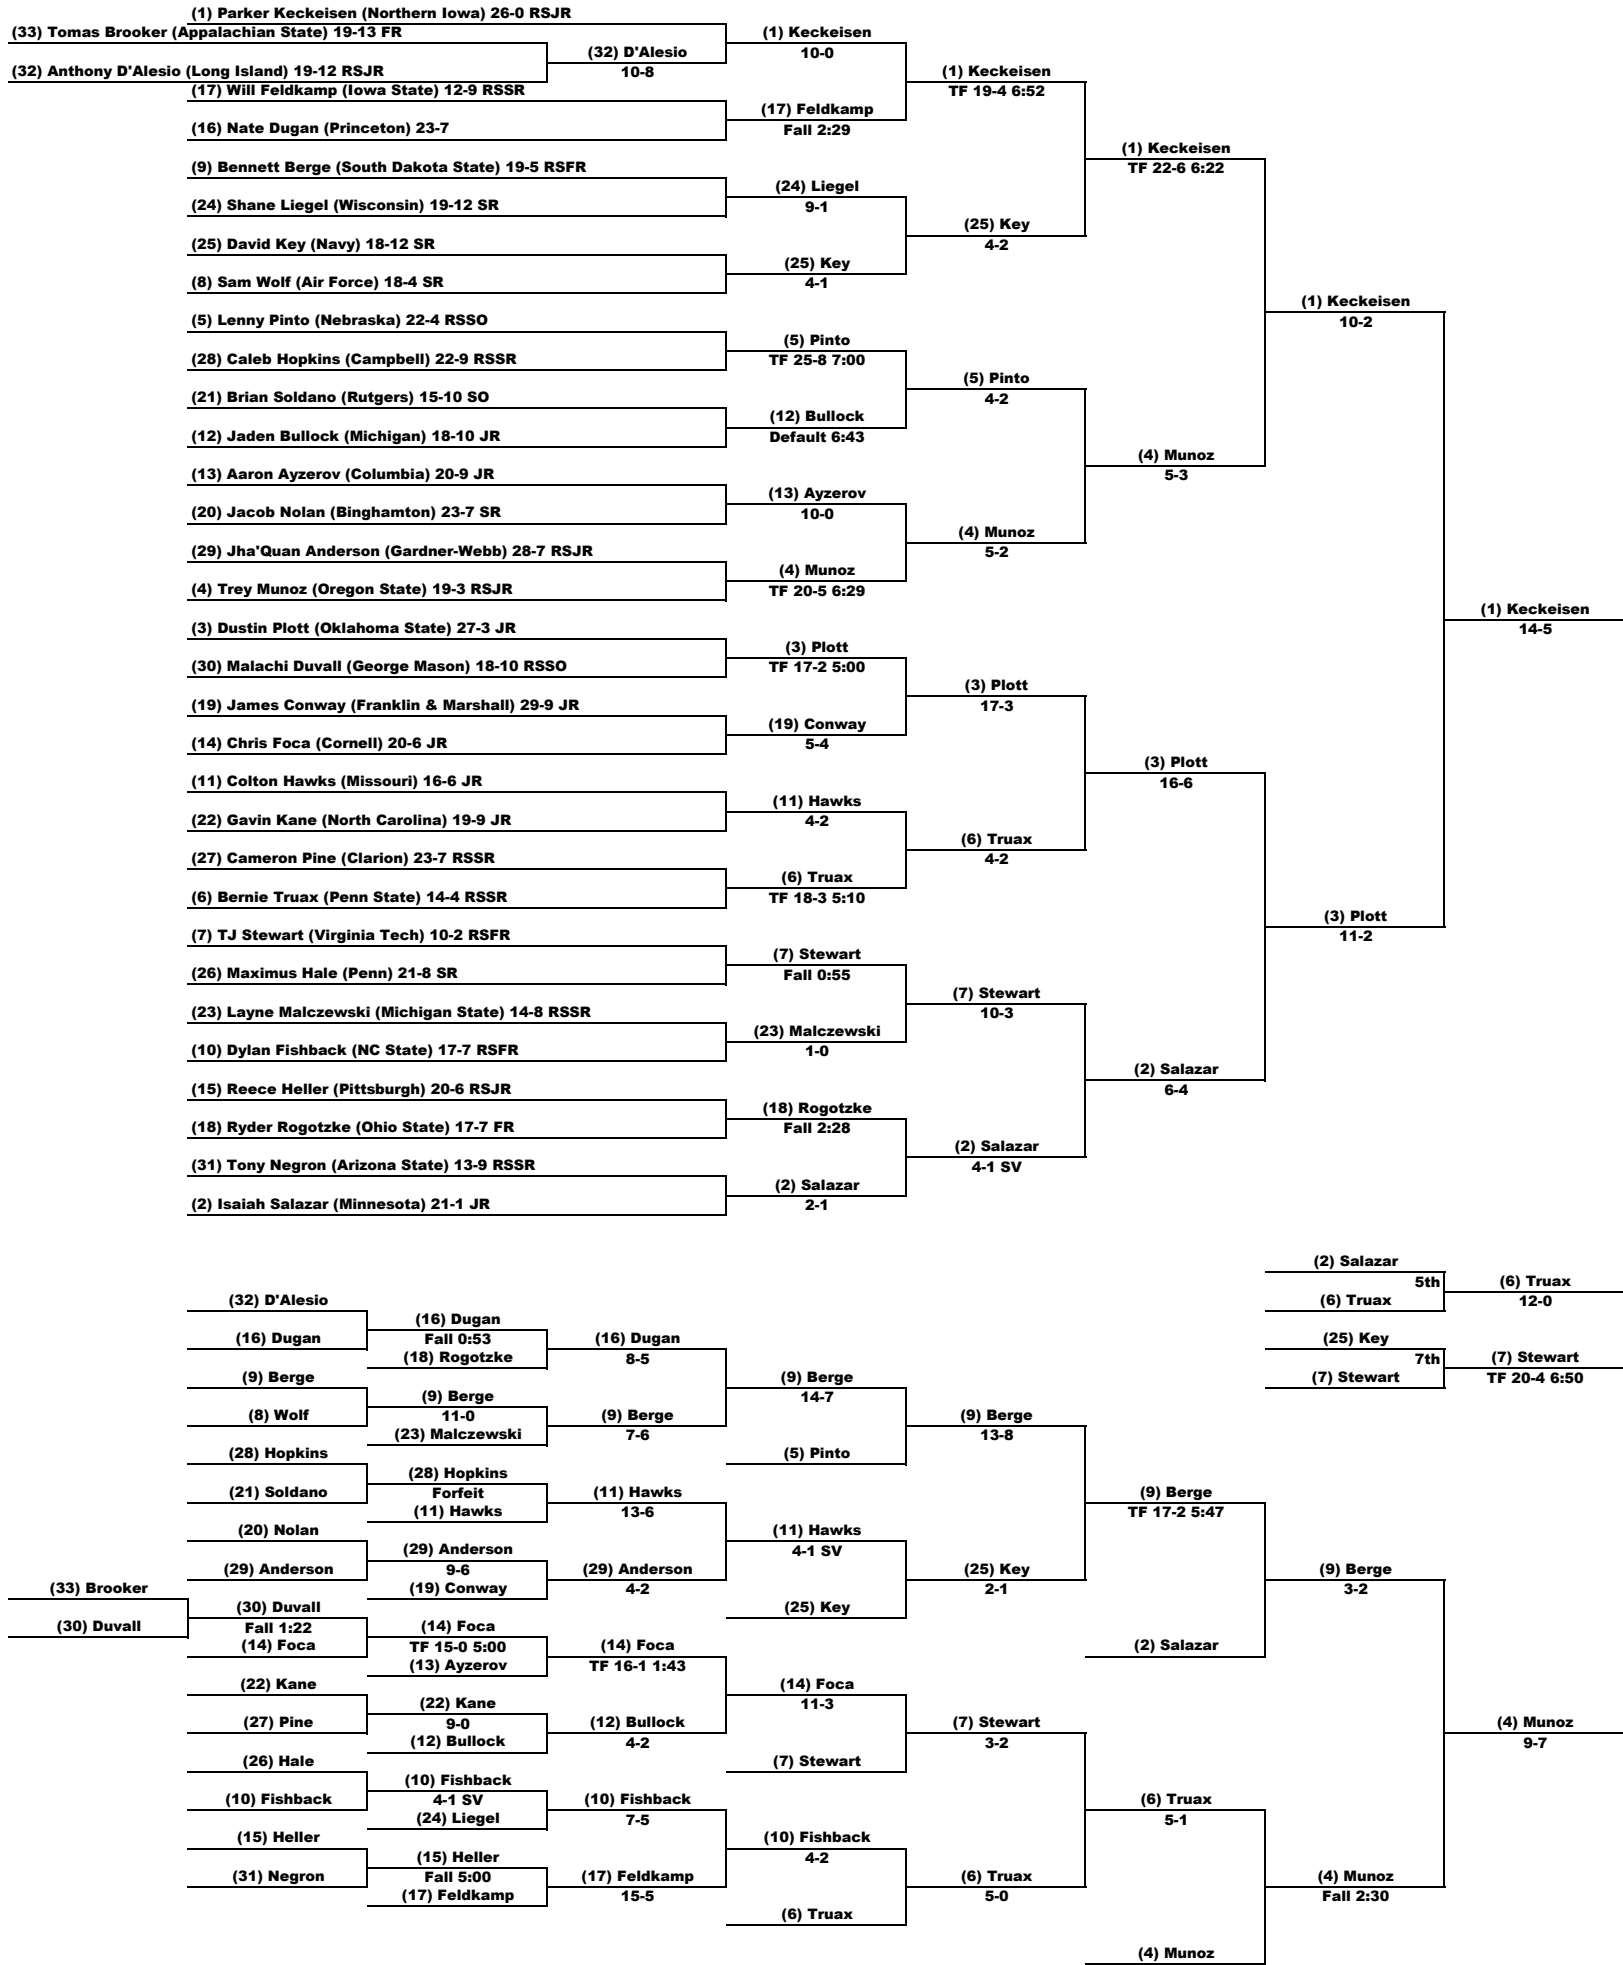 (1) Parker Keckeisen (Northern Iowa) 26-0 RSJR
(33) Tomas Brooker (Appalachian State) 19-13 FR
(1) Keckeisen
(32) D'Alesio
10-0
10-8
(32) Anthony D'Alesio (Long Island) 19-12 RSJR
(1) Keckeisen
TF 19-4 6:52
(17) Will Feldkamp (Iowa State) 12-9 RSSR
(17) Feldkamp
Fall 2:29
(16) Nate Dugan (Princeton) 23-7
(1) Keckeisen
TF 22-6 6:22
(9) Bennett Berge (South Dakota State) 19-5 RSFR
(24) Liegel
9-1
(24) Shane Liegel (Wisconsin) 19-12 SR
(25) Key
4-2
(25) David Key (Navy) 18-12 SR
(25) Key
4-1
(8) Sam Wolf (Air Force) 18-4 SR
(1) Keckeisen
10-2
(5) Lenny Pinto (Nebraska) 22-4 RSSO
(5) Pinto
TF 25-8 7:00
(28) Caleb Hopkins (Campbell) 22-9 RSSR
(5) Pinto
4-2
(21) Brian Soldano (Rutgers) 15-10 SO
(12) Bullock
Default 6:43
(12) Jaden Bullock (Michigan) 18-10 JR
(4) Munoz
5-3
(13) Aaron Ayzerov (Columbia) 20-9 JR
(13) Ayzerov
10-0
(20) Jacob Nolan (Binghamton) 23-7 SR
(4) Munoz
5-2
(29) Jha'Quan Anderson (Gardner-Webb) 28-7 RSJR
(4) Munoz
TF 20-5 6:29
(4) Trey Munoz (Oregon State) 19-3 RSJR
(1) Keckeisen
14-5
(3) Dustin Plott (Oklahoma State) 27-3 JR
(3) Plott
TF 17-2 5:00
(30) Malachi Duvall (George Mason) 18-10 RSSO
(3) Plott
17-3
(19) James Conway (Franklin & Marshall) 29-9 JR
(19) Conway
5-4
(14) Chris Foca (Cornell) 20-6 JR
(3) Plott
16-6
(11) Colton Hawks (Missouri) 16-6 JR
(11) Hawks
4-2
(22) Gavin Kane (North Carolina) 19-9 JR
(6) Truax
4-2
(27) Cameron Pine (Clarion) 23-7 RSSR
(6) Truax
TF 18-3 5:10
(6) Bernie Truax (Penn State) 14-4 RSSR
(3) Plott
11-2
(7) TJ Stewart (Virginia Tech) 10-2 RSFR
(7) Stewart
Fall 0:55
(26) Maximus Hale (Penn) 21-8 SR
(7) Stewart
10-3
(23) Layne Malczewski (Michigan State) 14-8 RSSR
(23) Malczewski
1-0
(10) Dylan Fishback (NC State) 17-7 RSFR
(2) Salazar
6-4
(15) Reece Heller (Pittsburgh) 20-6 RSJR
(18) Rogotzke
Fall 2:28
(18) Ryder Rogotzke (Ohio State) 17-7 FR
(2) Salazar
4-1 SV
(31) Tony Negron (Arizona State) 13-9 RSSR
(2) Salazar
2-1
(2) Isaiah Salazar (Minnesota) 21-1 JR
(2) Salazar
5th
(6) Truax
12-0
(6) Truax
(25) Key
7th
(7) Stewart
TF 20-4 6:50
(7) Stewart
(32) D'Alesio
(16) Dugan
(16) Dugan
Fall 0:53
(16) Dugan
8-5
(18) Rogotzke
(9) Berge
(9) Berge
14-7
(9) Berge
(8) Wolf
11-0
(9) Berge
7-6
(9) Berge
13-8
(23) Malczewski
(28) Hopkins
(5) Pinto
(28) Hopkins
(21) Soldano
Forfeit
(11) Hawks
13-6
(9) Berge
TF 17-2 5:47
(11) Hawks
(20) Nolan
(11) Hawks
4-1 SV
(29) Anderson
(29) Anderson
9-6
(29) Anderson
4-2
(25) Key
2-1
(9) Berge
3-2
(33) Brooker
(19) Conway
(30) Duvall
(25) Key
(30) Duvall
Fall 1:22
(14) Foca
(14) Foca
TF 15-0 5:00
(14) Foca
TF 16-1 1:43
(2) Salazar
(13) Ayzerov
(22) Kane
(14) Foca
11-3
(22) Kane
(27) Pine
9-0
(12) Bullock
4-2
(7) Stewart
3-2
(4) Munoz
9-7
(12) Bullock
(26) Hale
(7) Stewart
(10) Fishback
(10) Fishback
4-1 SV
(10) Fishback
7-5
(6) Truax
5-1
(24) Liegel
(15) Heller
(10) Fishback
4-2
(15) Heller
(31) Negron
Fall 5:00
(17) Feldkamp
15-5
(6) Truax
5-0
(4) Munoz
Fall 2:30
(17) Feldkamp
(6) Truax
(4) Munoz